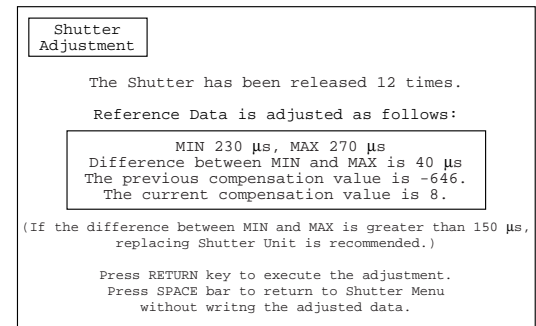 Shutter
Adjustment
The Shutter has been released 12 times.
Reference Data is adjusted as follows:
MIN 230 µs, MAX 270 µs
Difference between MIN and MAX is 40 µs
The previous compensation value is -646.
The current compensation value is 8.
(If the difference between MIN and MAX is greater than 150 µs,
replacing Shutter Unit is recommended.)
Press RETURN key to execute the adjustment.
Press SPACE bar to return to Shutter Menu
without writng the adjusted data.